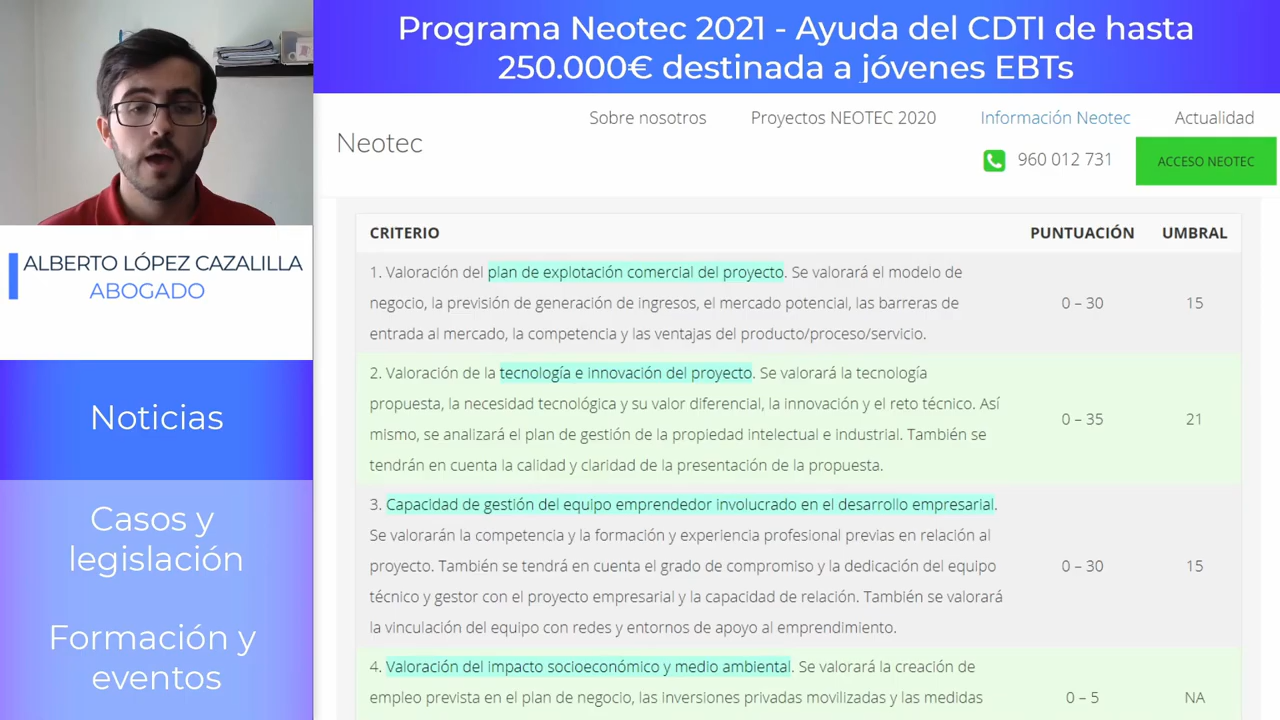 Programa Neotec 2021 - Ayuda del CDTI de hasta
250.000€ destinada a jóvenes EBTs
Neotec
Sobre nosotros
Proyectos NEOTEC 2020
Información Neotec
Actualidad
960 012 731
ACCESO NEOTEC
ALBERTO LÓPEZ CAZALILLA
ABOGADO
Noticias
Casos y
legislación
Formación y
eventos
CRITERIO PUNTUACIÓN UMBRAL
1. Valoración del plan de explotación comercial del proyecto. Se valorará el modelo de
negocio, la previsión de generación de ingresos, el mercado potencial, las barreras de
entrada al mercado, la competencia y las ventajas del producto/proceso/servicio.
0 – 30 15
2. Valoración de la tecnología e innovación del proyecto. Se valorará la tecnología
propuesta, la necesidad tecnológica y su valor diferencial, la innovación y el reto técnico. Así
mismo, se analizará el plan de gestión de la propiedad intelectual e industrial. También se
tendrán en cuenta la calidad y claridad de la presentación de la propuesta.
0 – 35 21
3. Capacidad de gestión del equipo emprendedor involucrado en el desarrollo empresarial.
Se valorarán la competencia y la formación y experiencia profesional previas en relación al
proyecto. También se tendrá en cuenta el grado de compromiso y la dedicación del equipo
técnico y gestor con el proyecto empresarial y la capacidad de relación. También se valorará
la vinculación del equipo con redes y entornos de apoyo al emprendimiento.
0 – 30 15
4. Valoración del impacto socioeconómico y medio ambiental. Se valorará la creación de
empleo prevista en el plan de negocio, las inversiones privadas movilizadas y las medidas
0 – 5 NA